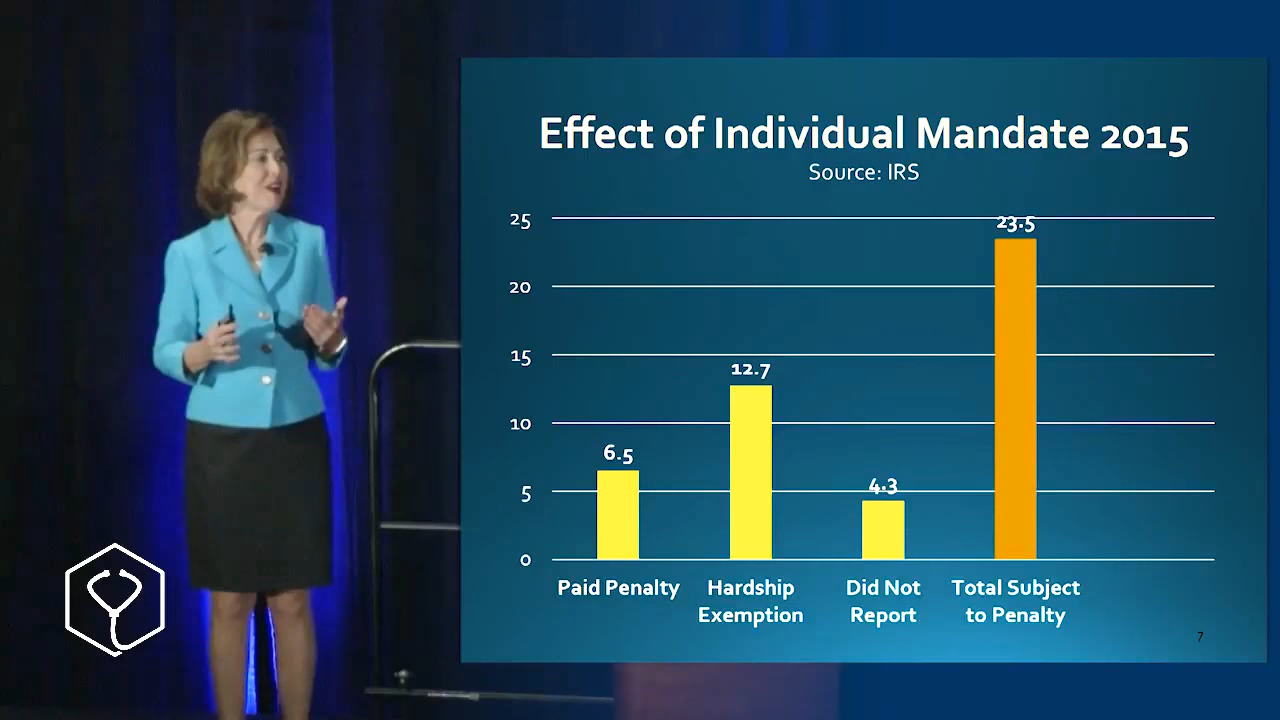 Effect of Individual Mandate 2015
Source: IRS
25
23.5
20
15
12.7
10
6.5
5
4.3
0
Paid Penalty
Hardship
Exemption
Did Not
Report
Total Subject
to Penalty
7